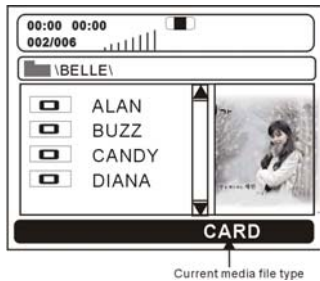 00:00 00:00
002/006
\BELLE\
ALAN
BUZZ
CANDY
DIANA
CARD
Current media file type